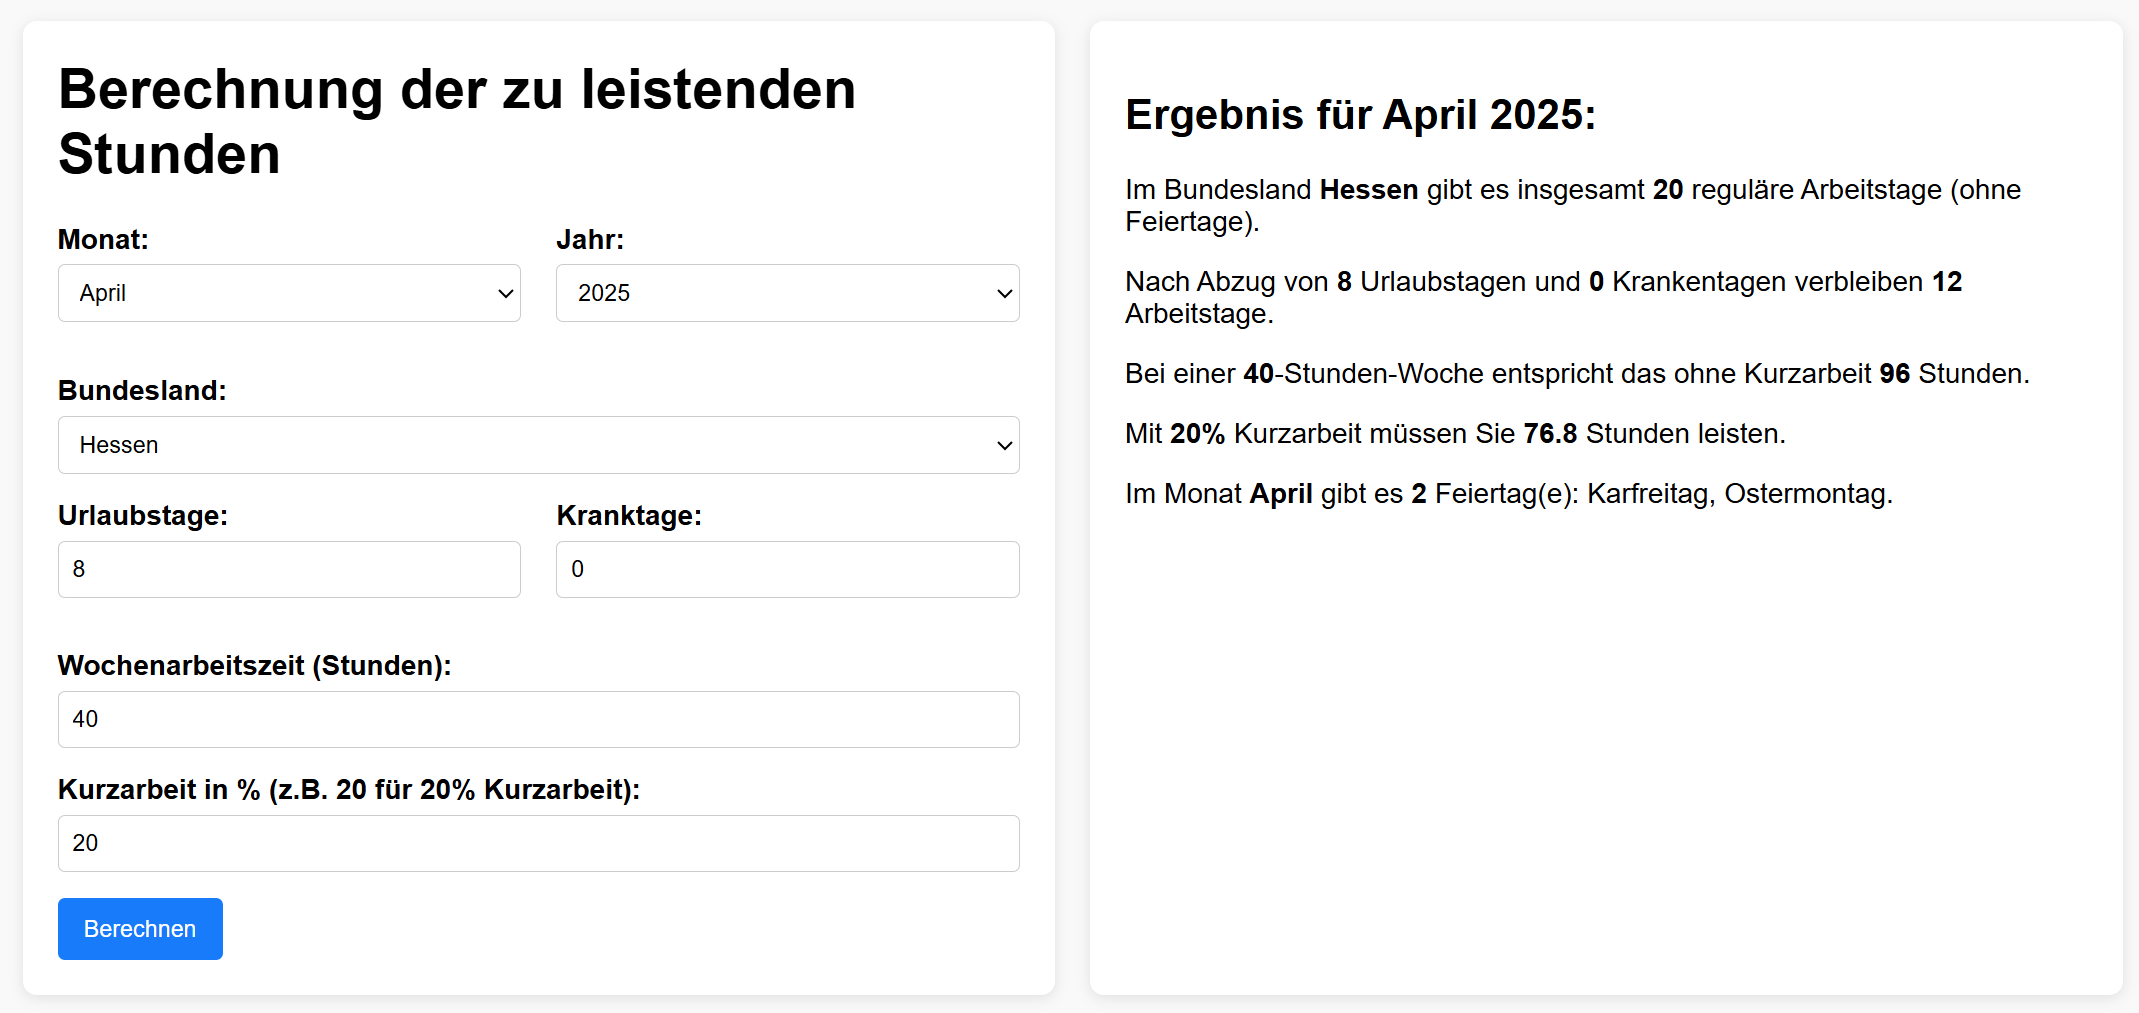 Berechnung der zu leistenden
Stunden
Monat:
Jahr:
April
2025
Bundesland:
Hessen
Urlaubstage:
Kranktage:
8
0
Wochenarbeitszeit (Stunden):
40
Kurzarbeit in % (z.B. 20 für 20% Kurzarbeit):
20
Berechnen
Ergebnis für April 2025:
Im Bundesland Hessen gibt es insgesamt 20 reguläre Arbeitstage (ohne
Feiertage).
Nach Abzug von 8 Urlaubstagen und 0 Krankentagen verbleiben 12
Arbeitstage.
Bei einer 40-Stunden-Woche entspricht das ohne Kurzarbeit 96 Stunden.
Mit 20% Kurzarbeit müssen Sie 76.8 Stunden leisten.
Im Monat April gibt es 2 Feiertag(e): Karfreitag, Ostermontag.